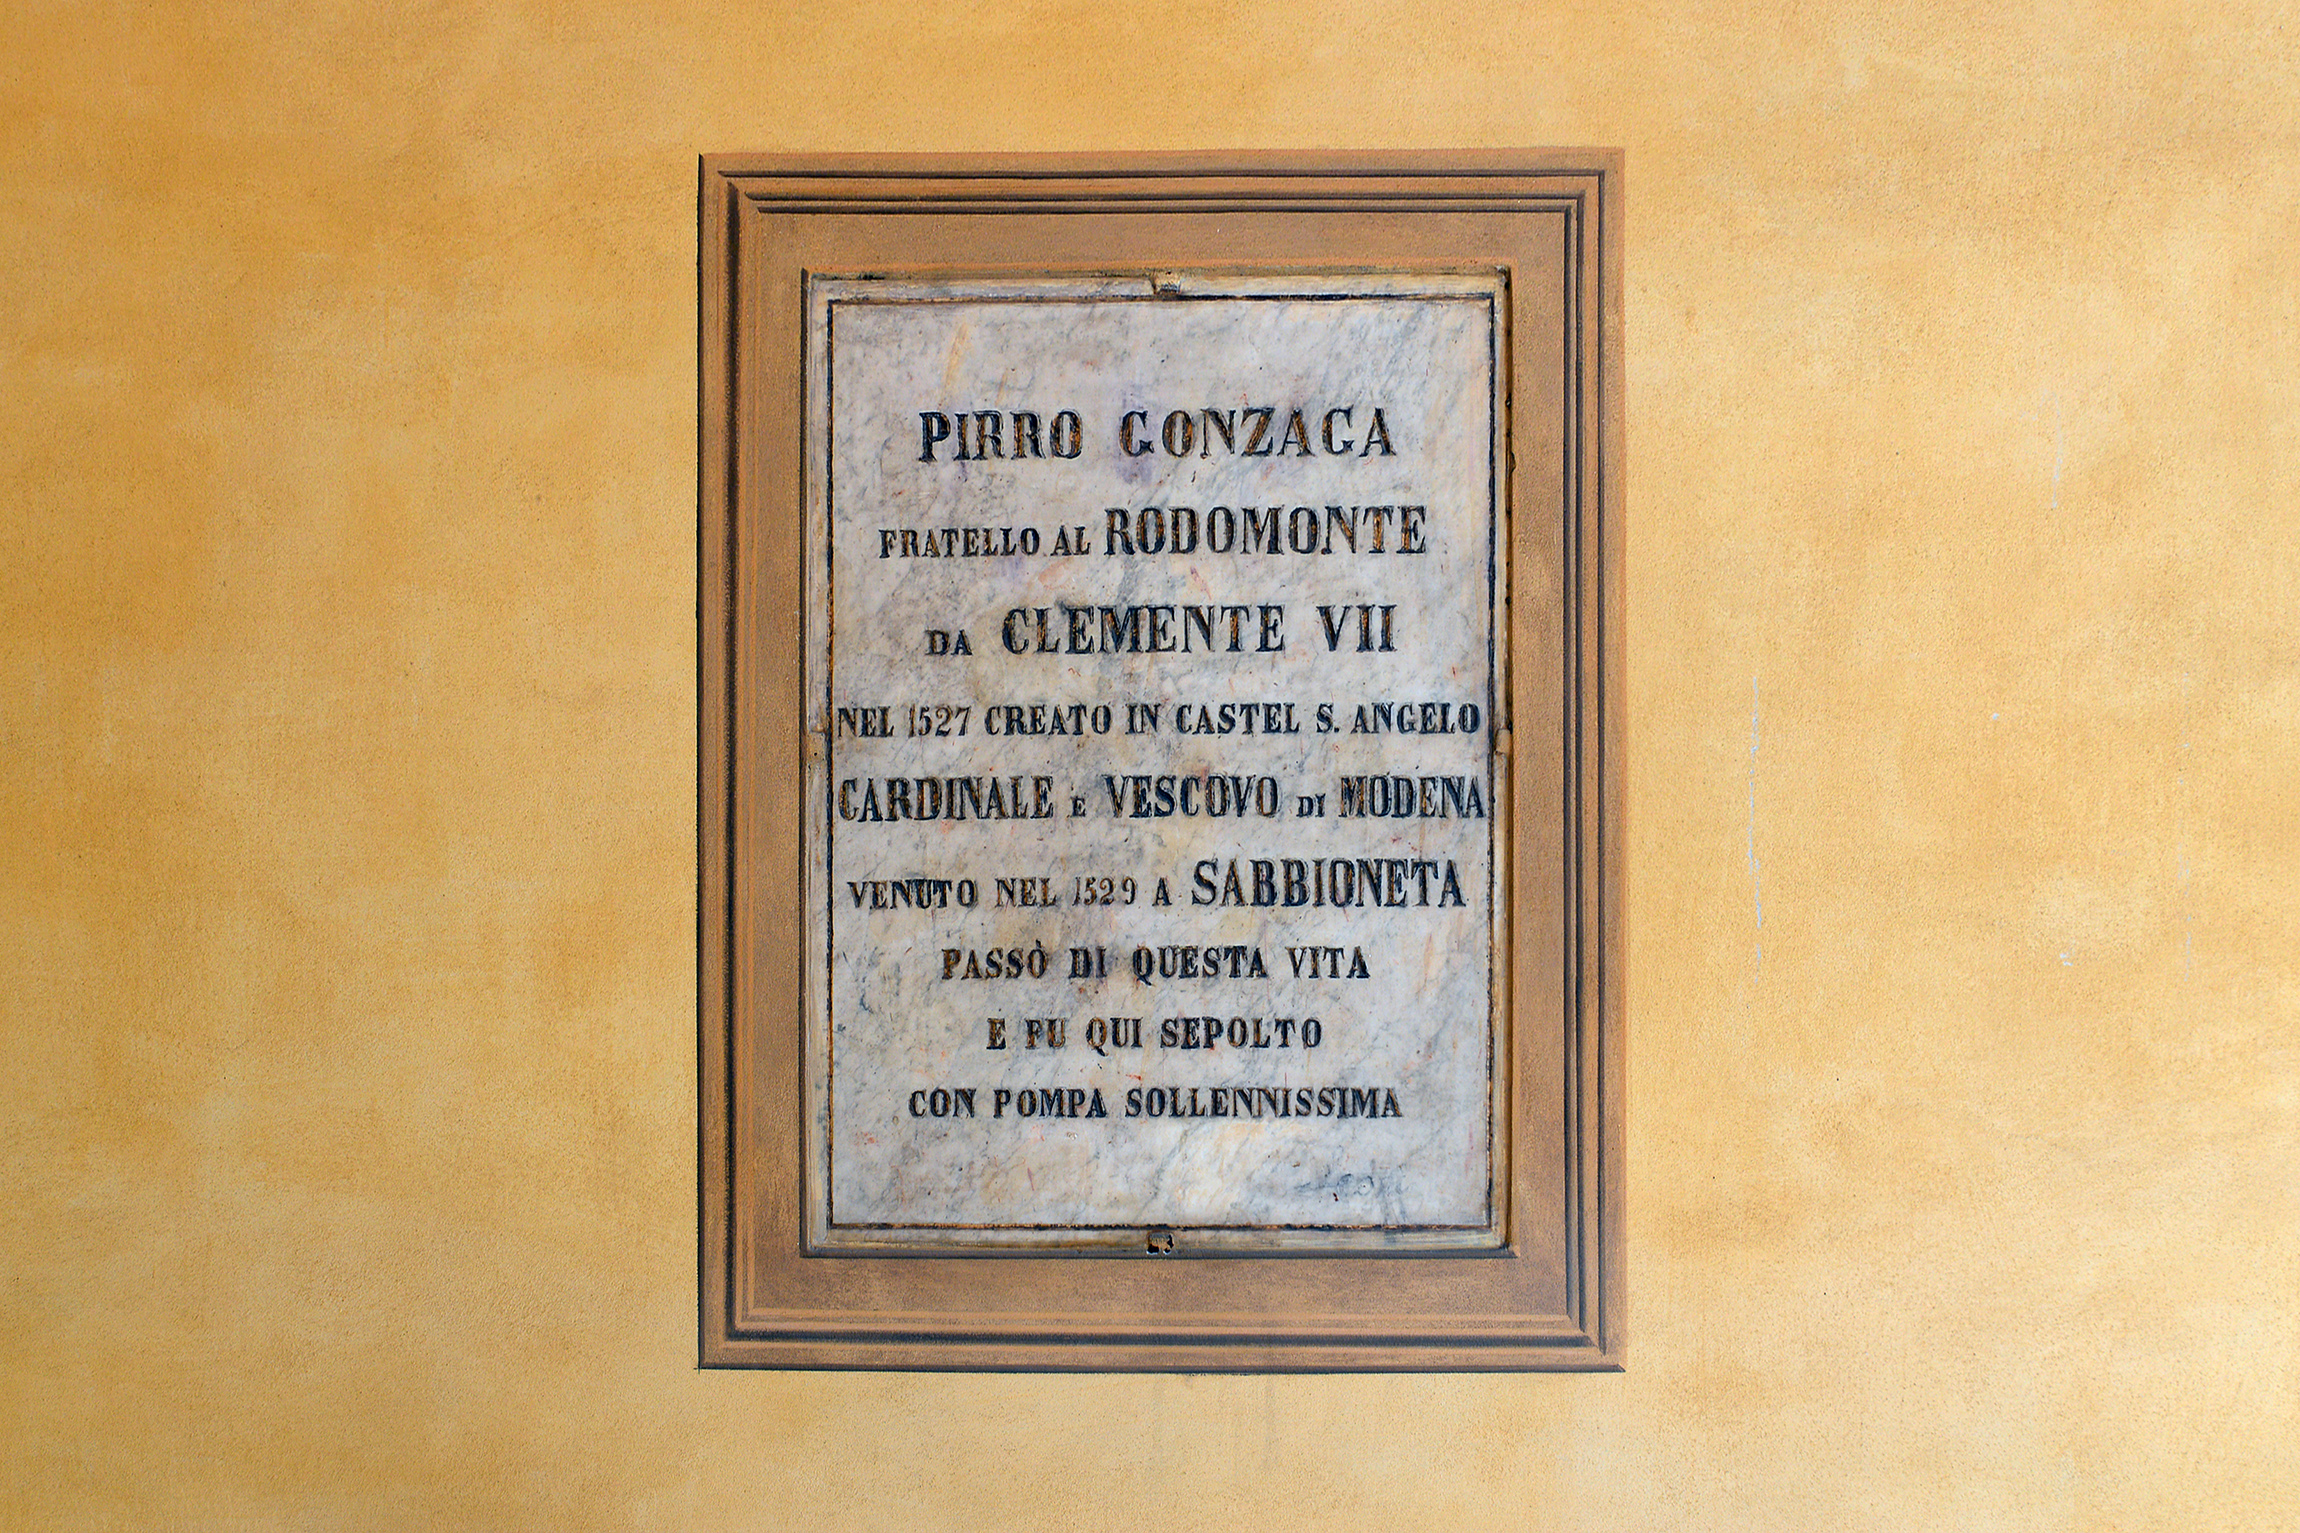 PIRRO GONZAGA
FRATELLO AL RODOMONTE
DA CLEMENTE VII
NEL 1527 CREATO IN CASTEL S. ANGELO
CARDINALE E VESCOVO DI MODENA
VENUTO NEL 1529 A SABBIONETA
PASSÒ DI QUESTA VITA
E FU QUI SEPOLTO
CON POMPA SOLLENNISSIMA